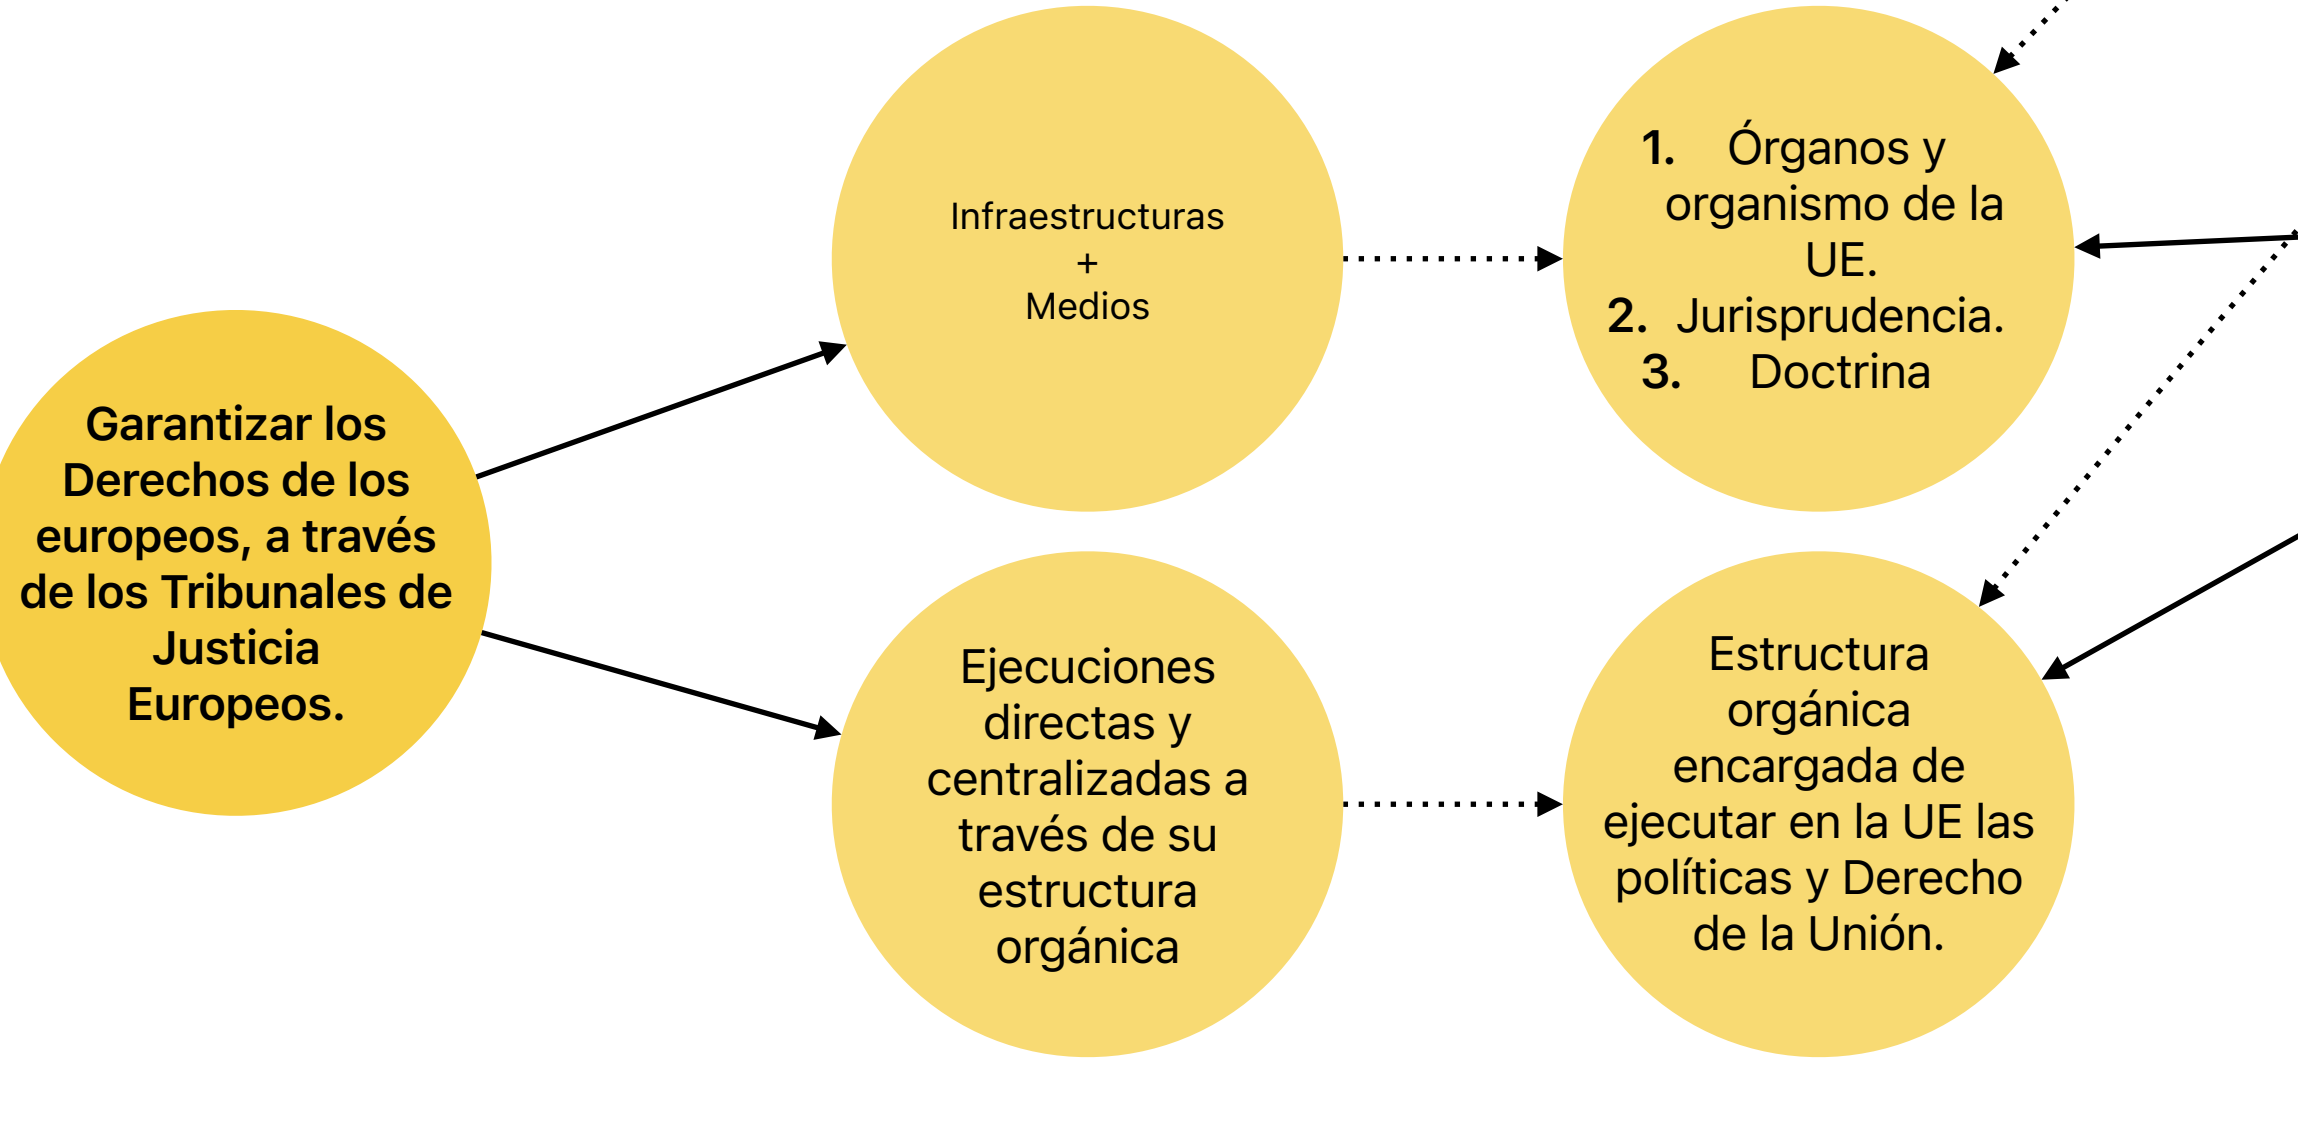 Garantizar los
Derechos de los
europeos, a través
de los Tribunales de
Justicia
Europeos.
Infraestructuras
+
Medios
Ejecuciones
directas y
centralizadas a
través de su
estructura
orgánica
1. Órganos y
organismo de la
UE.
2. Jurisprudencia.
3. Doctrina
Estructura
orgánica
encargada de
ejecutar en la UE las
políticas y Derecho
de la Unión.